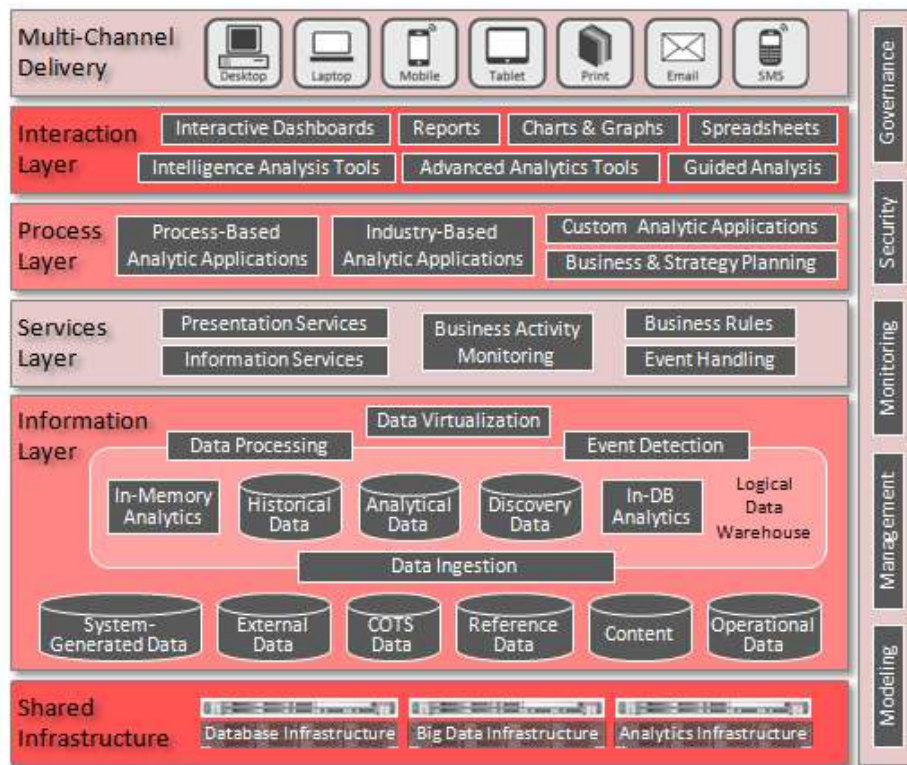 Multi-Channel
Delivery
Desktop
Laptop
Mobile
Tablet
Print
Email
SMS
Interaction
Layer
Interactive Dashboards
Reports
Charts & Graphs
Spreadsheets
Intelligence Analysis Tools
Advanced Analytics Tools
Guided Analysis
Process
Layer
Process-Based
Analytic Applications
Industry-Based
Analytic Applications
Custom Analytic Applications
Business & Strategy Planning
Services
Layer
Presentation Services
Information Services
Business Activity
Monitoring
Business Rules
Event Handling
Information
Layer
Data Virtualization
Data Processing
Event Detection
In-Memory
Analytics
Historical
Data
Analytical
Data
Discovery
Data
In-DB
Analytics
Logical
Data
Warehouse
Data Ingestion
System-
Generated Data
External
Data
COTS
Data
Reference
Data
Content
Operational
Data
Shared
Infrastructure
Database Infrastructure
Big Data Infrastructure
Analytics Infrastructure
Governance
Security
Monitoring
Management
Modeling